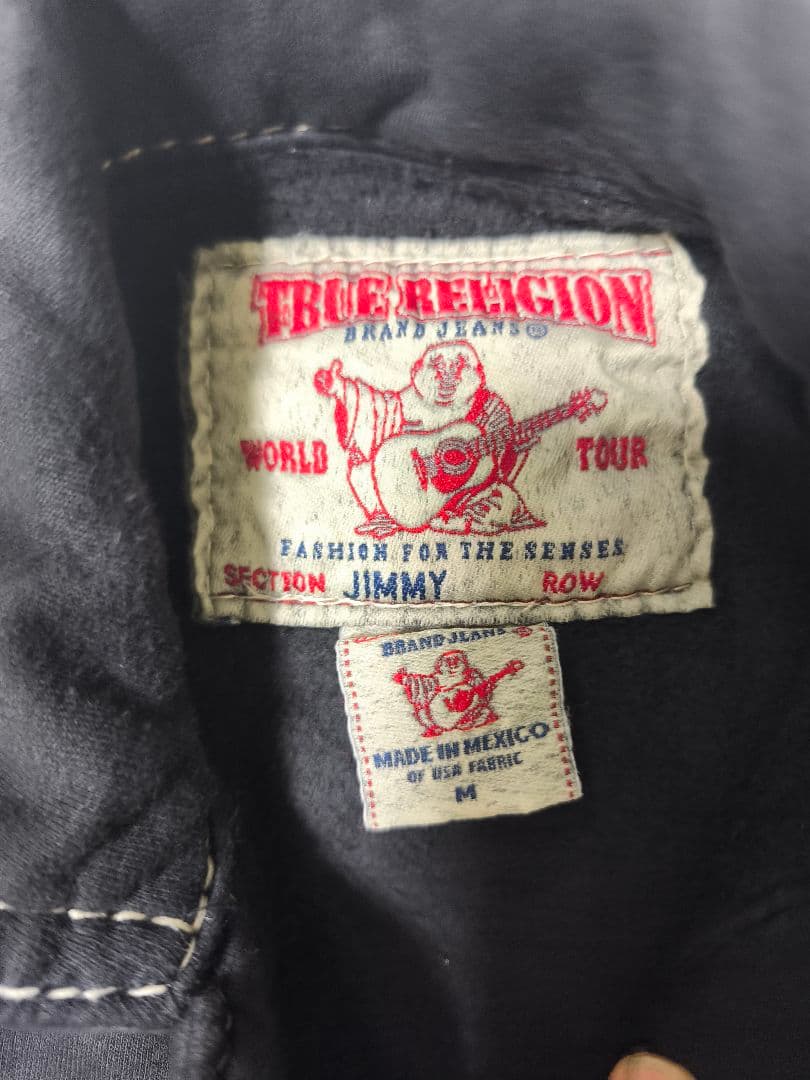 TRUE RELIGION
BRAND JEANS®
WORLD TOUR
FASHION FOR THE SENSES
SECTION JIMMY ROW
BRAND JEANS ®
MADE IN MEXICO
OF USA FABRIC
M